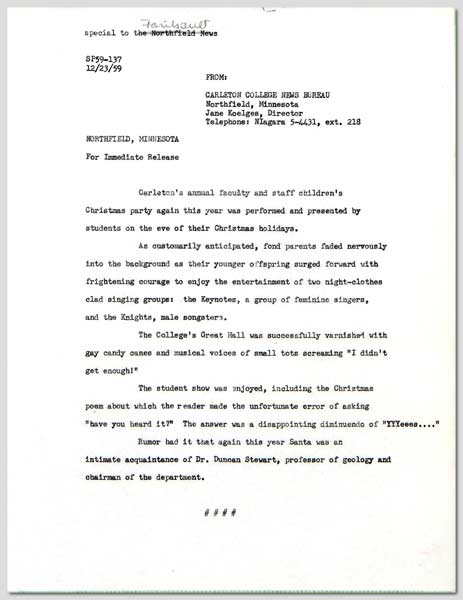 Faribault
special to the Northfield News
SP59-137
12/23/59
FROM:
CARLETON COLLEGE NEWS BUREAU
Northfield, Minnesota
Jane Koelges, Director
Telephone: NIagara 5-4431, ext. 218
NORTHFIELD, MINNESOTA
For Immediate Release
Carleton's annual faculty and staff children's
Christmas party again this year was performed and presented by
students on the eve of their Christmas holidays.
As customarily anticipated, fond parents faded nervously
into the background as their younger offspring surged forward with
frightening courage to enjoy the entertainment of two night-clothes
clad singing groups: the Keynotes, a group of feminine singers,
and the Knights, male songsters.
The College's Great Hall was successfully varnished with
gay candy canes and musical voices of small tots screaming "I didn't
get enough!"
The student show was enjoyed, including the Christmas
poem about which the reader made the unfortunate error of asking
"have you heard it?" The answer was a disappointing diminuendo of "YYYeees...."
Rumor had it that again this year Santa was an
intimate acquaintance of Dr. Duncan Stewart, professor of geology and
chairman of the department.
####